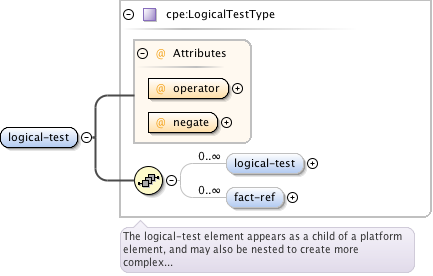 cpe:LogicalTestType
@ Attributes
@ operator
@ negate
logical-test
0..∞
logical-test
0..∞
fact-ref
The logical-test element appears as a child of a platform
element, and may also be nested to create more
complex...